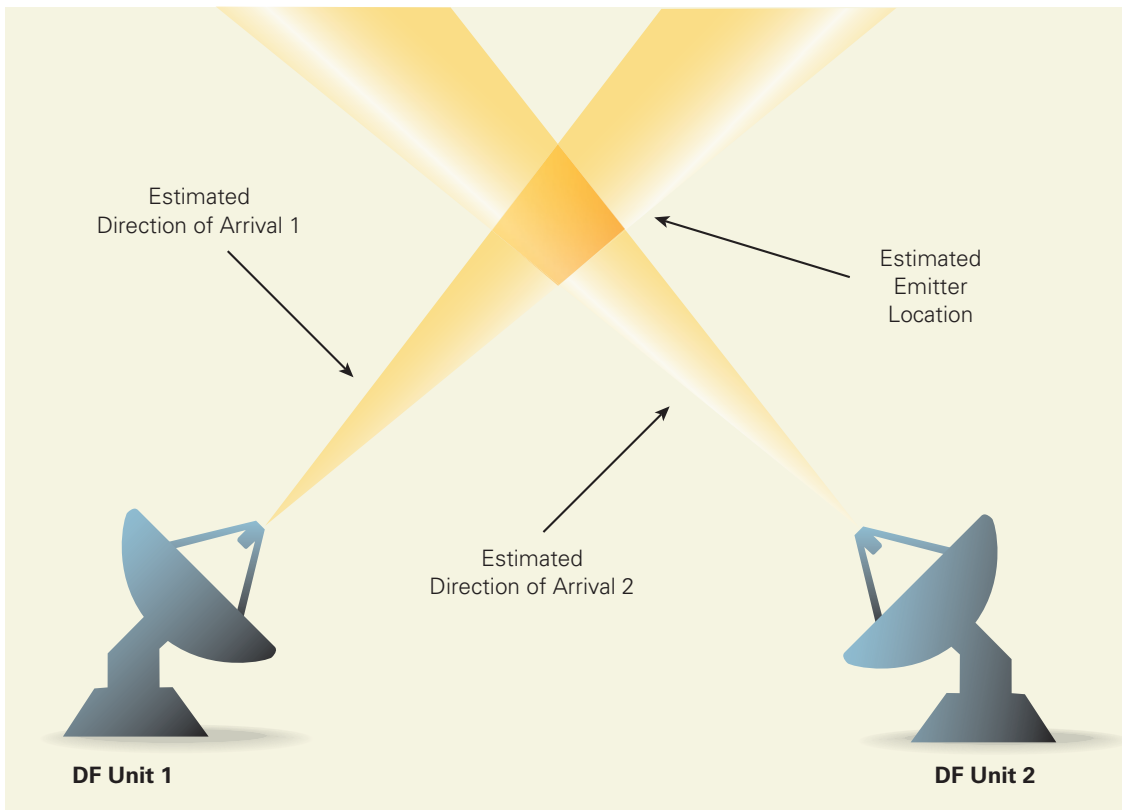 Estimated
Direction of Arrival 1
Estimated
Emitter
Location
Estimated
Direction of Arrival 2
DF Unit 1
DF Unit 2